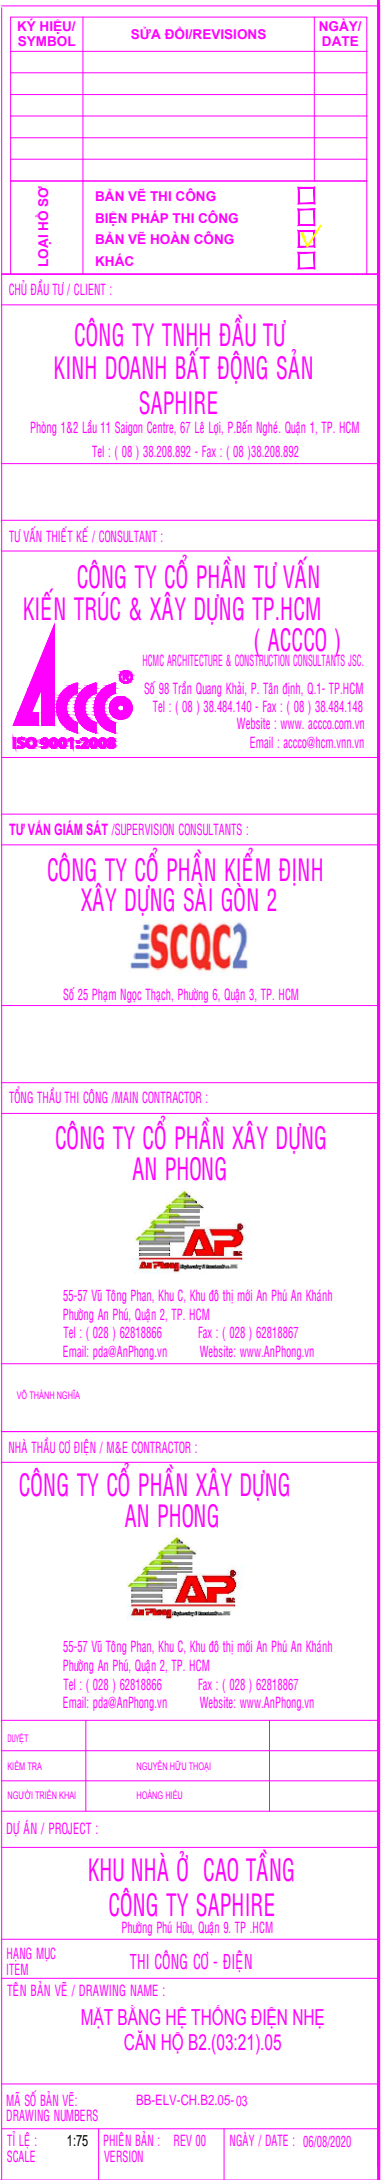 KÝ HIỆU/ SYMBOL
SỬA ĐỔI/REVISIONS
NGÀY/ DATE
LOẠI HỒ SƠ
BẢN VẼ THI CÔNG
BIỆN PHÁP THI CÔNG
BẢN VẼ HOÀN CÔNG
KHÁC
CHỦ ĐẦU TƯ / CLIENT :
CÔNG TY TNHH ĐẦU TƯ
KINH DOANH BẤT ĐỘNG SẢN
SAPHIRE
Phòng 1&2 Lầu 11 Saigon Centre, 67 Lê Lợi, P.Bến Nghé. Quận 1, TP. HCM
Tel : ( 08 ) 38.208.892 - Fax : ( 08 )38.208.892
TƯ VẤN THIẾT KẾ / CONSULTANT :
CÔNG TY CỔ PHẦN TƯ VẤN
KIẾN TRÚC & XÂY DỰNG TP.HCM
( ACCCO )
HCMC ARCHITECTURE & CONSTRUCTION CONSULTANTS JSC.
Accco
ISO 9001:2008
Số 98 Trần Quang Khải, P. Tân định, Q.1- TP.HCM
Tel : ( 08 ) 38.484.140 - Fax : ( 08 ) 38.484.148
Website : www. accco.com.vn
Email : accco@hcm.vnn.vn
TƯ VẤN GIÁM SÁT /SUPERVISION CONSULTANTS :
CÔNG TY CỔ PHẦN KIỂM ĐỊNH
XÂY DỰNG SÀI GÒN 2
SCQC2
Số 25 Phạm Ngọc Thạch, Phường 6, Quận 3, TP. HCM
TỔNG THẦU THI CÔNG /MAIN CONTRACTOR :
CÔNG TY CỔ PHẦN XÂY DỰNG
AN PHONG
AP
An Phong
55-57 Vũ Tông Phan, Khu C, Khu đô thị mới An Phú An Khánh
Phường An Phú, Quận 2, TP. HCM
Tel : ( 028 ) 62818866 Fax : ( 028 ) 62818867
Email: pda@AnPhong.vn Website: www.AnPhong.vn
VÕ THÀNH NGHĨA
NHÀ THẦU CƠ ĐIỆN / M&E CONTRACTOR :
CÔNG TY CỔ PHẦN XÂY DỰNG
AN PHONG
AP
An Phong
55-57 Vũ Tông Phan, Khu C, Khu đô thị mới An Phú An Khánh
Phường An Phú, Quận 2, TP. HCM
Tel : ( 028 ) 62818866 Fax : ( 028 ) 62818867
Email: pda@AnPhong.vn Website: www.AnPhong.vn
DUYỆT
KIỂM TRA NGUYỄN HỮU THOẠI
NGƯỜI TRIỂN KHAI HOÀNG HIẾU
DỰ ÁN / PROJECT :
KHU NHÀ Ở CAO TẦNG
CÔNG TY SAPHIRE
Phường Phú Hữu, Quận 9. TP .HCM
HẠNG MỤC
ITEM
THI CÔNG CƠ - ĐIỆN
TÊN BẢN VẼ / DRAWING NAME :
MẶT BẰNG HỆ THỐNG ĐIỆN NHẸ
CĂN HỘ B2.(03:21).05
MÃ SỐ BẢN VẼ: BB-ELV-CH.B2.05-03
DRAWING NUMBERS
TỈ LỆ : 1:75 PHIÊN BẢN : REV 00 NGÀY / DATE : 06/08/2020
SCALE VERSION